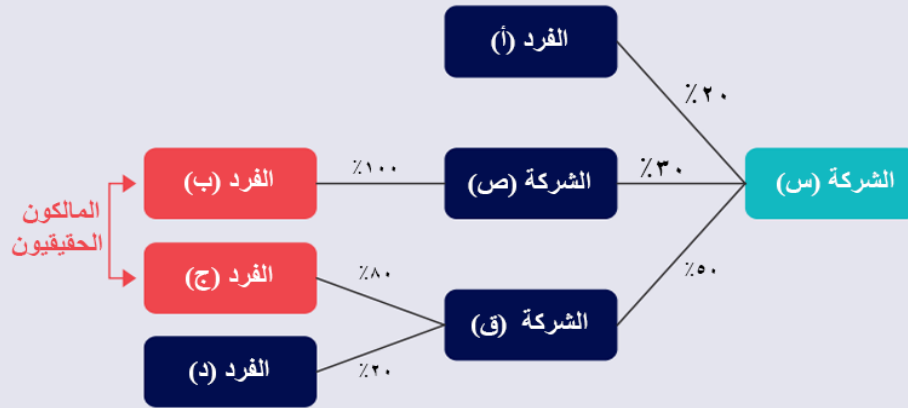 الفرد (أ)
٪٢٠
الشركة (س)
٪٣٠
الشركة (ص)
٪١٠٠
الفرد (ب)
المالكون
الحقيقيون
الفرد (ج)
٪٨٠
٪٥٠
الشركة (ق)
٪٢٠
الفرد (د)